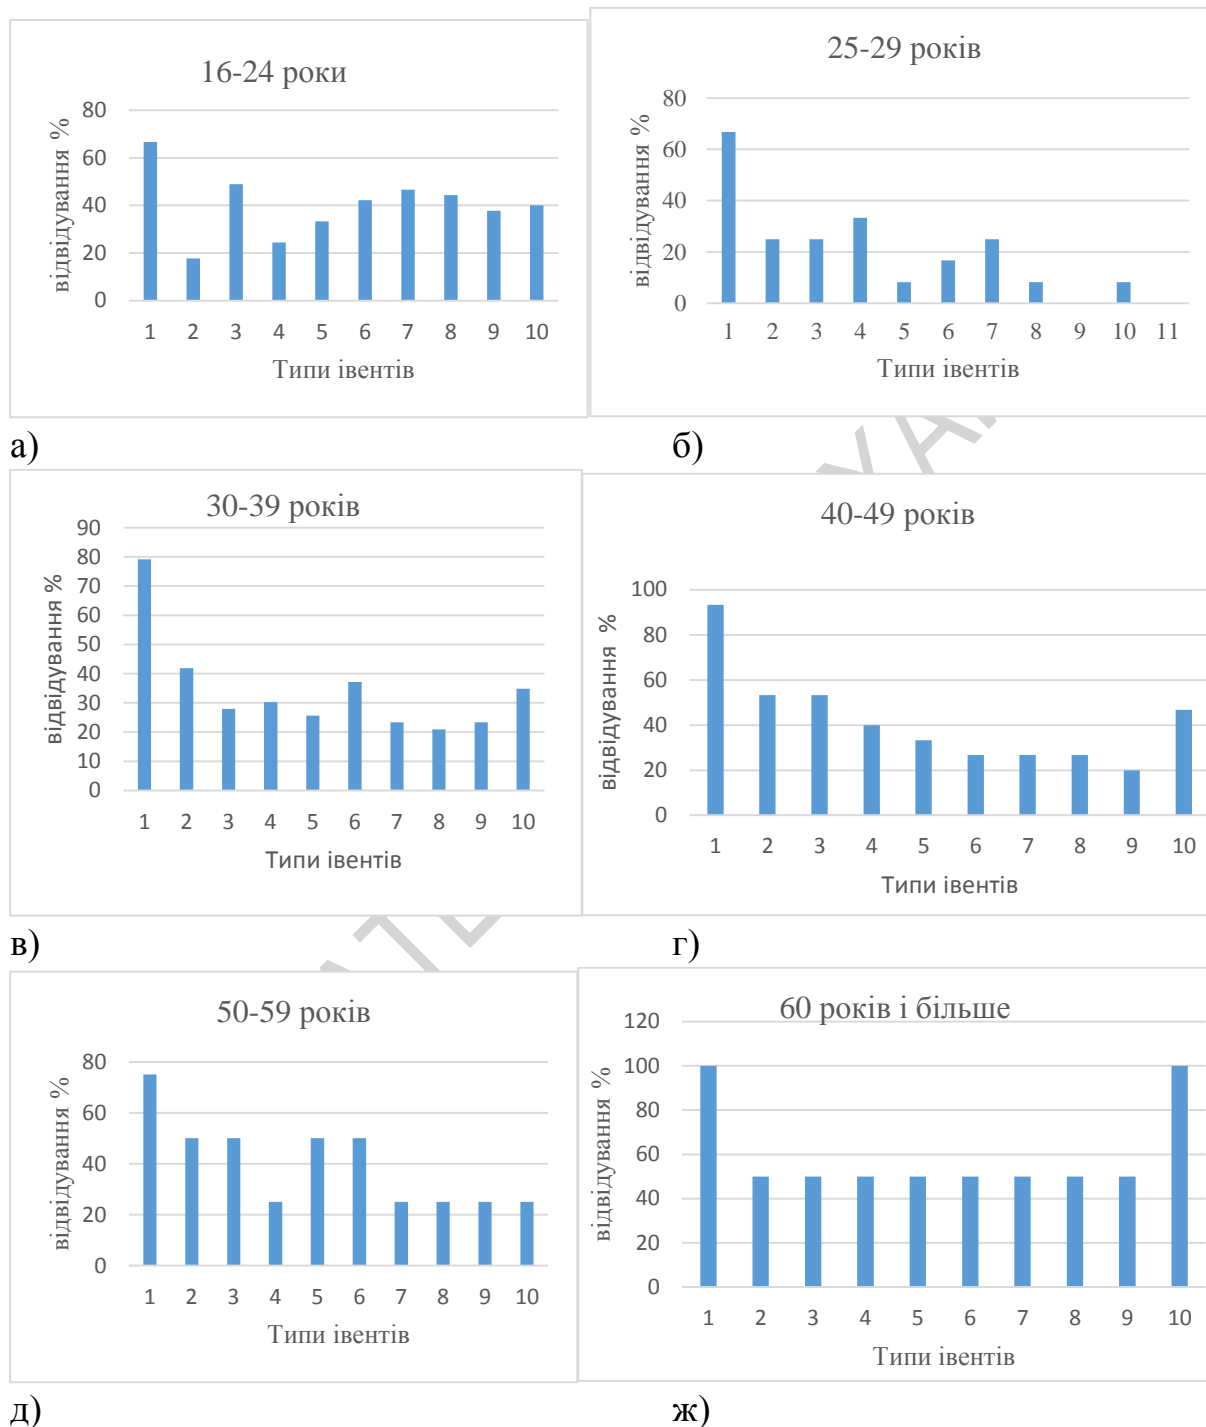 16-24 роки
80
60
40
20
0
відвідування %
1 2 3 4 5 6 7 8 9 10
Типи івентів
а)
25-29 років
80
60
40
20
0
відвідування %
1 2 3 4 5 6 7 8 9 10 11
Типи івентів
б)
30-39 років
90
80
70
60
50
40
30
20
10
0
відвідування %
1 2 3 4 5 6 7 8 9 10
Типи івентів
в)
40-49 років
100
80
60
40
20
0
відвідування %
1 2 3 4 5 6 7 8 9 10
Типи івентів
г)
50-59 років
80
60
40
20
0
відвідування %
1 2 3 4 5 6 7 8 9 10
Типи івентів
д)
60 років і більше
120
100
80
60
40
20
0
відвідування %
1 2 3 4 5 6 7 8 9 10
Типи івентів
ж)